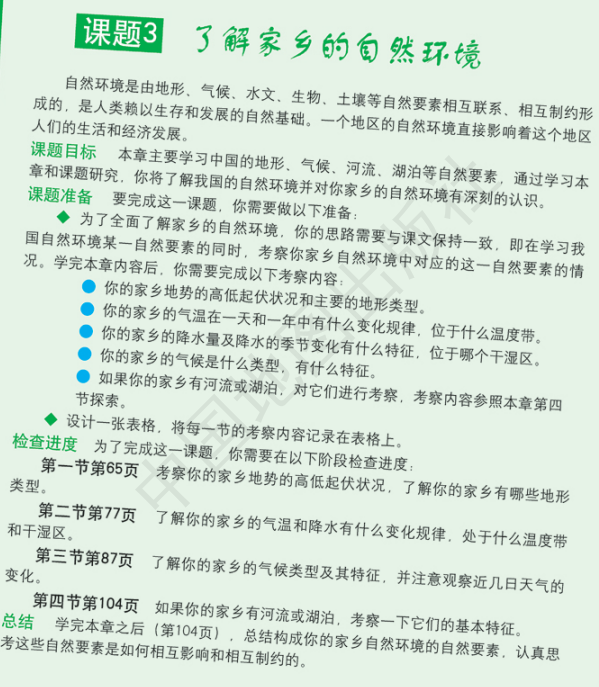 课题3 了解家乡的自然环境
自然环境是由地形、气候、水文、生物、土壤等自然要素相互联系、相互制约形
成的，是人类赖以生存和发展的自然基础。一个地区的自然环境直接影响着这个地区
人们的生活和经济发展。
课题目标 本章主要学习中国的地形、气候、河流、湖泊等自然要素，通过学习本
章和课题研究，你将了解我国的自然环境并对你家乡的自然环境有深刻的认识。
课题准备 要完成这一课题，你需要做以下准备：
◆ 为了全面了解家乡的自然环境，你的思路需要与课文保持一致，即在学习我
国自然环境某一自然要素的同时，考察你家乡自然环境中对应的这一自然要素的情
况。学完本章内容后，你需要完成以下考察内容：
● 你的家乡地势的高低起伏状况和主要的地形类型。
● 你的家乡的气温在一天和一年中有什么变化规律，位于什么温度带。
● 你的家乡的降水量及降水的季节变化有什么特征，位于哪个干湿区。
● 你的家乡的气候是什么类型，有什么特征。
● 如果你的家乡有河流或湖泊，对它们进行考察，考察内容参照本章第四
节探索。
◆ 设计一张表格，将每一节的考察内容记录在表格上。
检查进度 为了完成这一课题，你需要在以下阶段检查进度：
第一节第65页 考察你的家乡地势的高低起伏状况，了解你的家乡有哪些地形
类型。
第二节第77页 了解你的家乡的气温和降水有什么变化规律，处于什么温度带
和干湿区。
第三节第87页 了解你的家乡的气候类型及其特征，并注意观察近几日天气的
变化。
第四节第104页 如果你的家乡有河流或湖泊，考察一下它们的基本特征。
总结 学完本章之后（第104页），总结构成你的家乡自然环境的自然要素，认真思
考这些自然要素是如何相互影响和相互制约的。
中国地图出版社